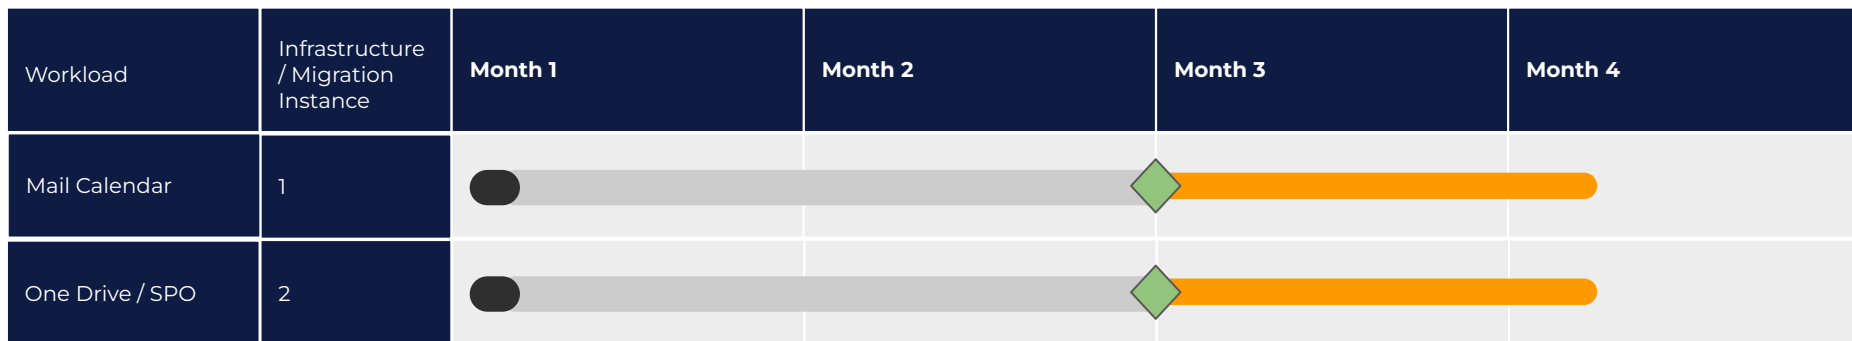 Workload
Infrastructure
/ Migration
Instance
Month 1
Month 2
Month 3
Month 4
Mail Calendar
1
One Drive / SPO
2